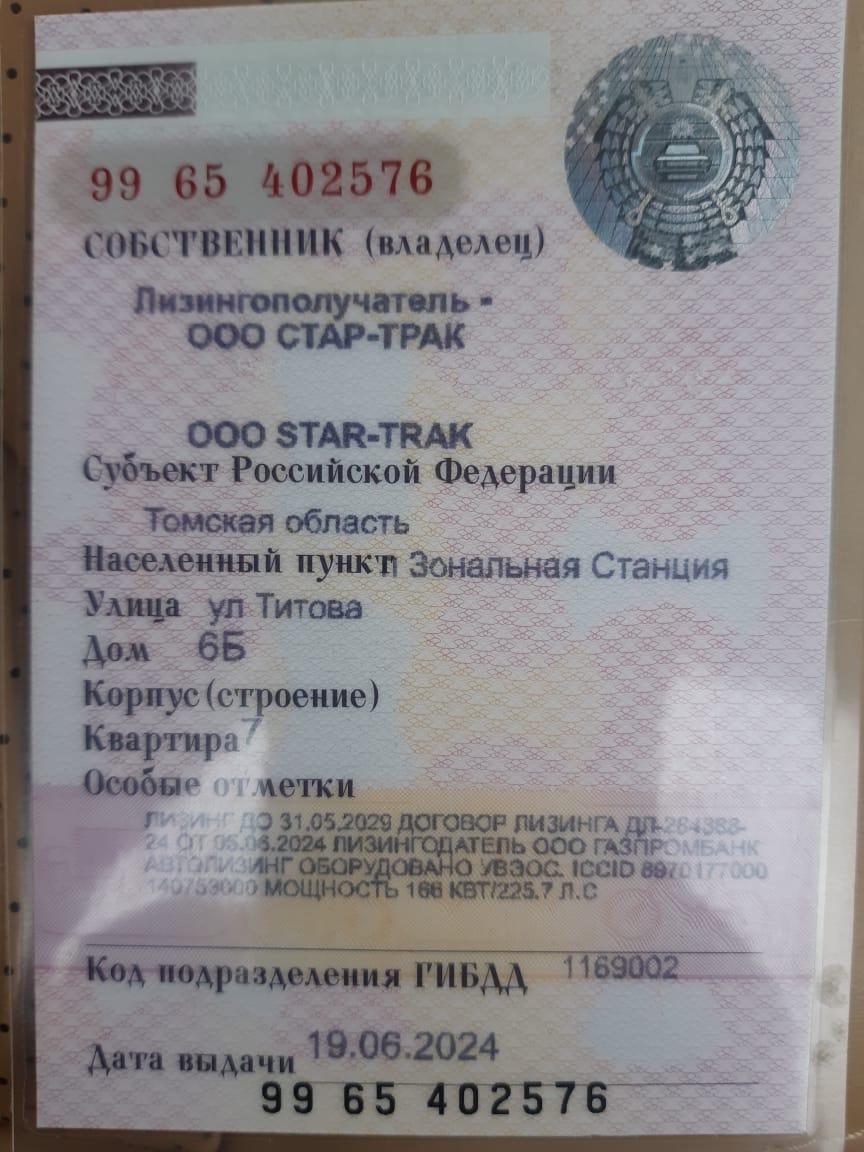 99 65 402576
СОБСТВЕННИК (владелец)
Лизингополучатель -
ООО СТАР-ТРАК
ООО STAR-TRAK
Субъект Российской Федерации
Томская область
Населенный пункт п Зональная Станция
Улица ул Титова
Дом 6Б
Корпус (строение)
Квартира 7
Особые отметки
ЛИЗИНГ ДО 31.05.2029 ДОГОВОР ЛИЗИНГА ДЛ-264388-
24 ОТ 05.06.2024 ЛИЗИНГОДАТЕЛЬ ООО ГАЗПРОМБАНК
АВТОЛИЗИНГ ОБОРУДОВАНО УВЭОС. ICCID 8970177000
140753000 МОЩНОСТЬ 166 КВТ/225.7 Л.С
Код подразделения ГИБДД 1169002
Дата выдачи 19.06.2024
99 65 402576